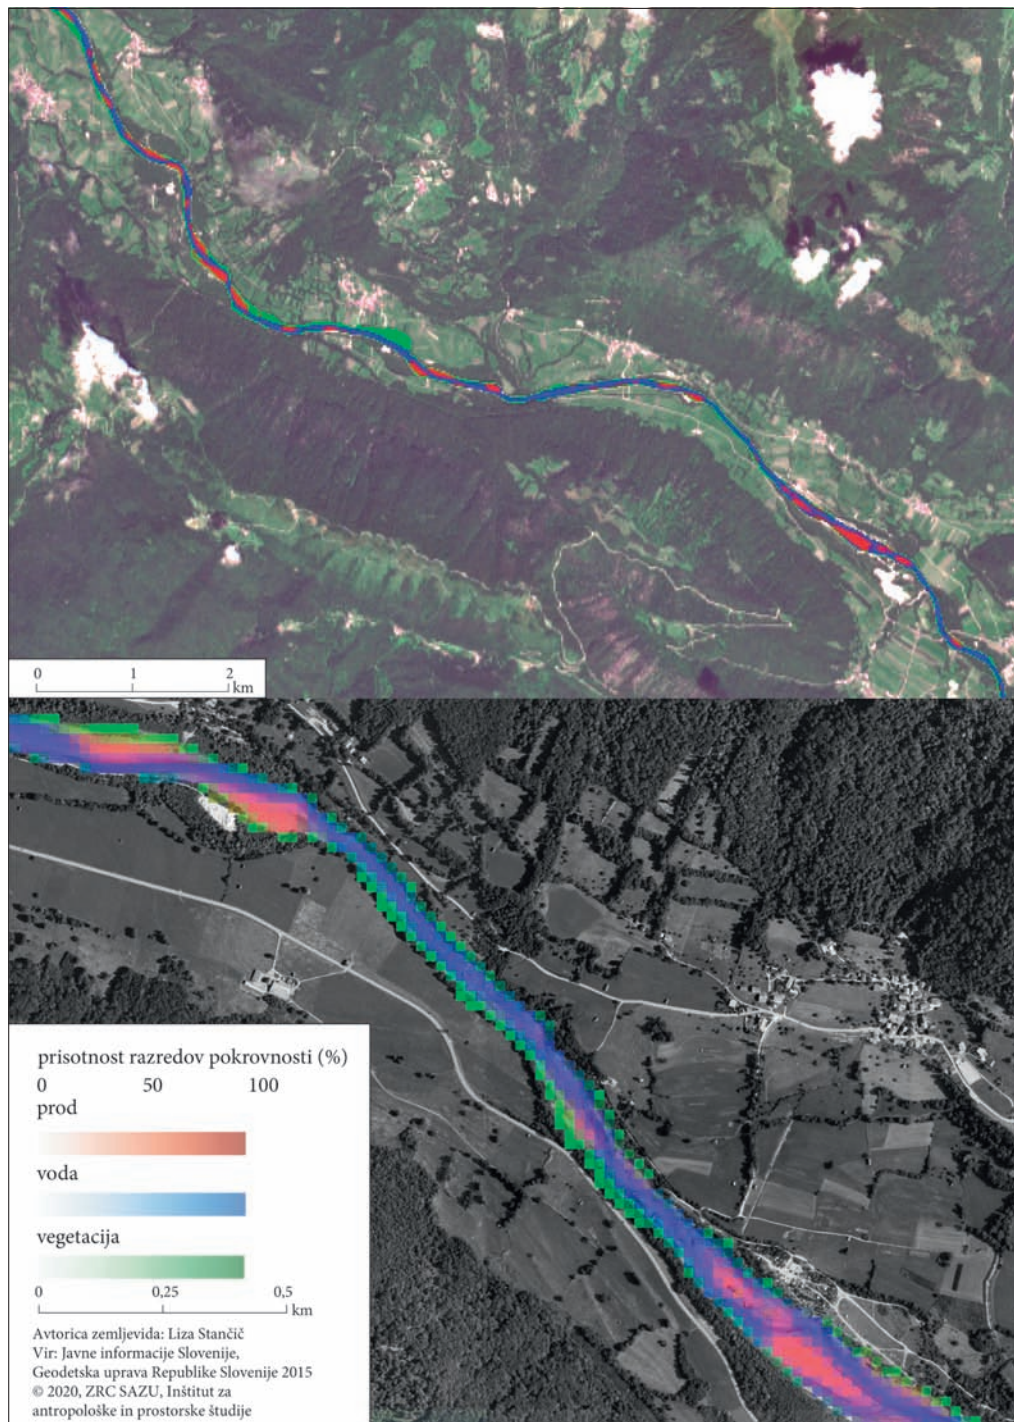 0 1 2
km
prisotnost razredov pokrovnosti (%)
0 50 100
prod
voda
vegetacija
0 0,25 0,5
km
Avtorica zemljevida: Liza Stančič
Vir: Javne informacije Slovenije,
Geodetska uprava Republike Slovenije 2015
© 2020, ZRC SAZU, Inštitut za
antropološke in prostorske študije